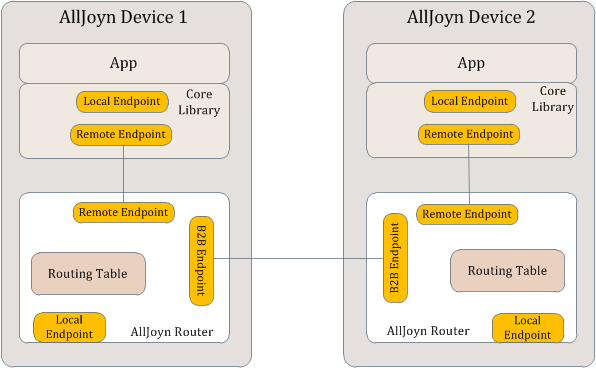 AllJoyn Device 1
App
Local Endpoint
Core
Library
Remote Endpoint
Remote Endpoint
B2B Endpoint
Routing Table
Local
Endpoint
AllJoyn Router
AllJoyn Device 2
App
Local Endpoint
Core
Library
Remote Endpoint
Remote Endpoint
B2B Endpoint
Routing Table
AllJoyn Router
Local
Endpoint